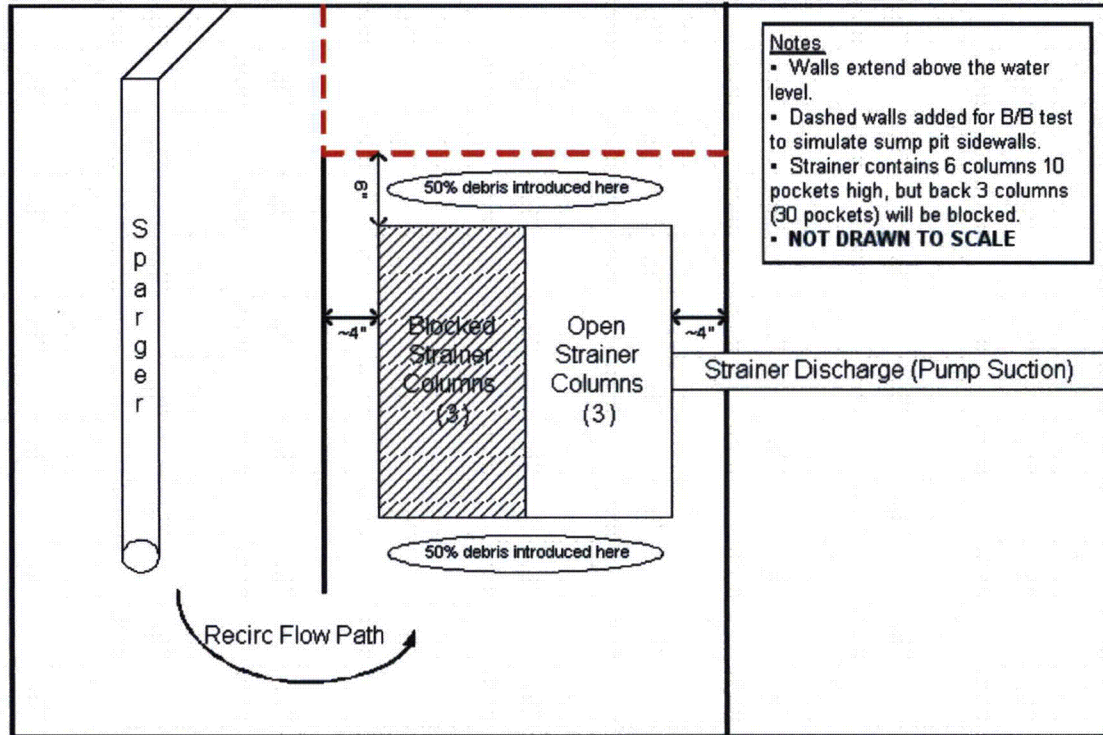 Notes
▪ Walls extend above the water
level.
▪ Dashed walls added for B/B test
to simulate sump pit sidewalls.
▪ Strainer contains 6 columns 10
pockets high, but back 3 columns
(30 pockets) will be blocked.
▪ NOT DRAWN TO SCALE
50% debris introduced here
6"
Sparger
~4"
Blocked
Strainer
Columns
(3)
Open
Strainer
Columns
(3)
~4"
Strainer Discharge (Pump Suction)
50% debris introduced here
Recirc Flow Path